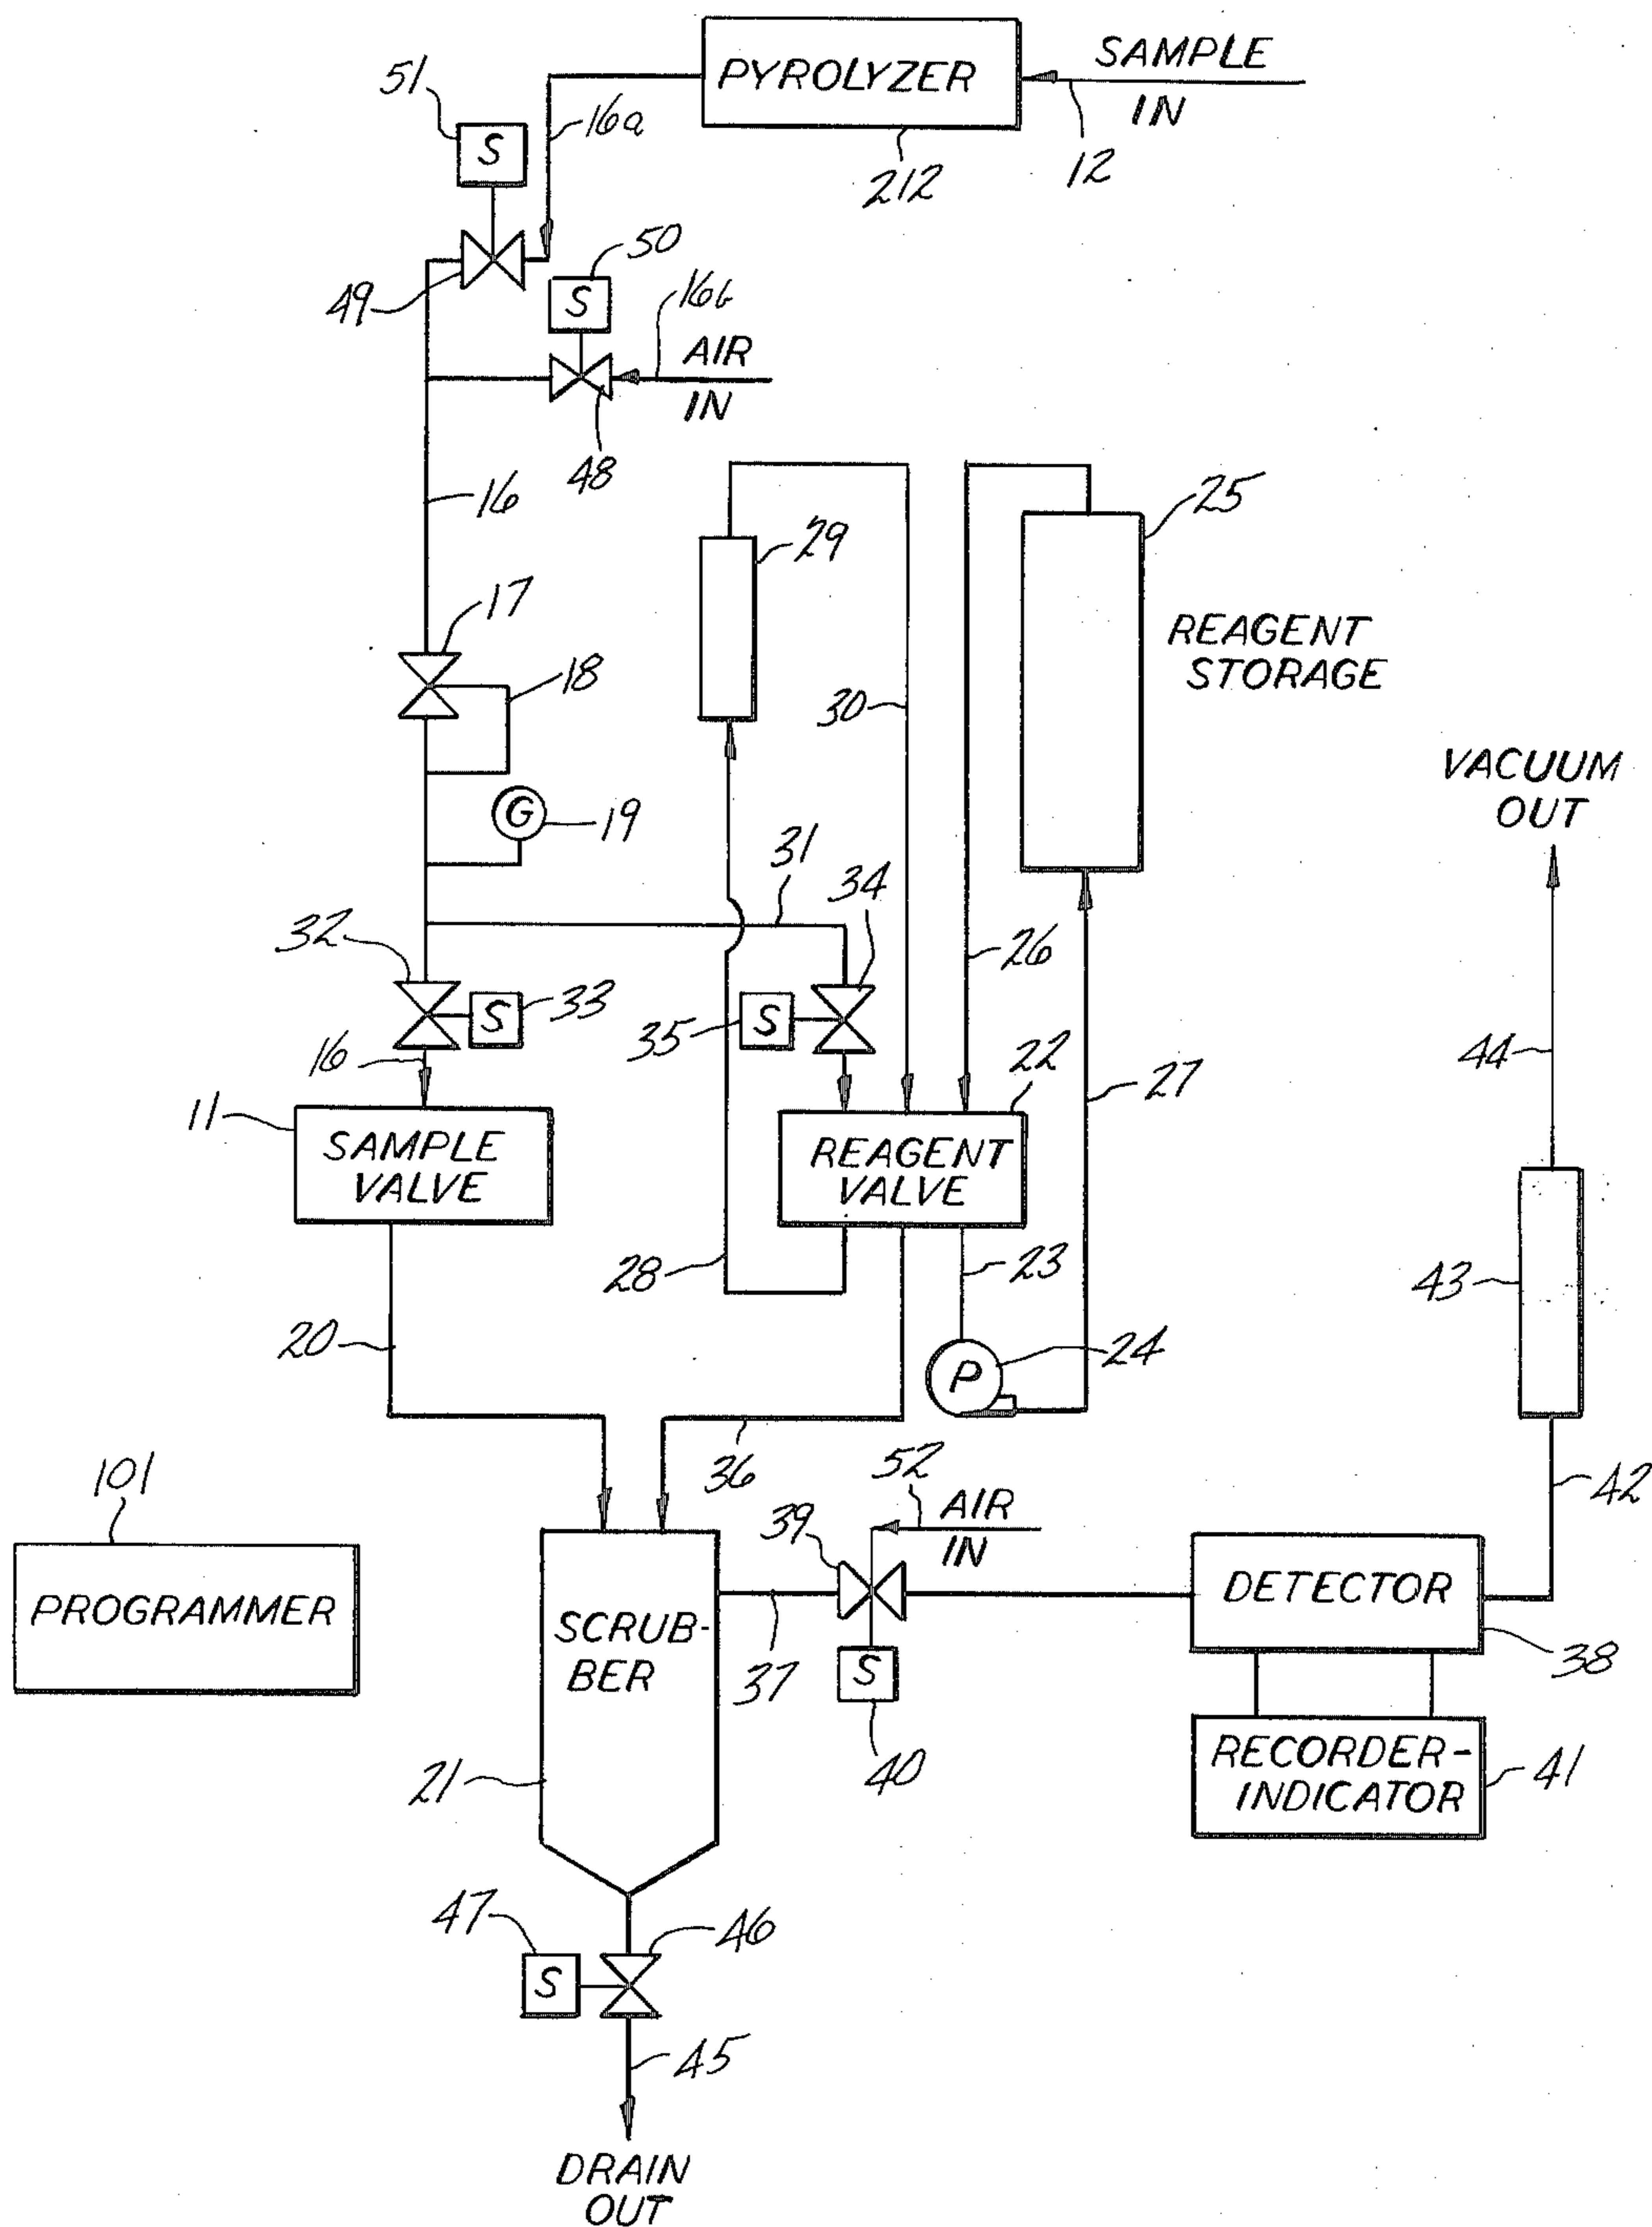 PYROLYZER
SAMPLE
IN
12
212
51
S
16a
49
50
S
16b
AIR
IN
48
16
17
18
G
19
29
30
25
REAGENT
STORAGE
26
27
31
32
S
33
34
35
S
16
11
SAMPLE
VALVE
22
REAGENT
VALVE
28
23
P
24
20
36
VACUUM
OUT
44
43
42
101
PROGRAMMER
SCRUB-
BER
21
37
39
52
AIR
IN
S
40
DETECTOR
38
RECORDER-
INDICATOR
41
47
S
46
45
DRAIN
OUT